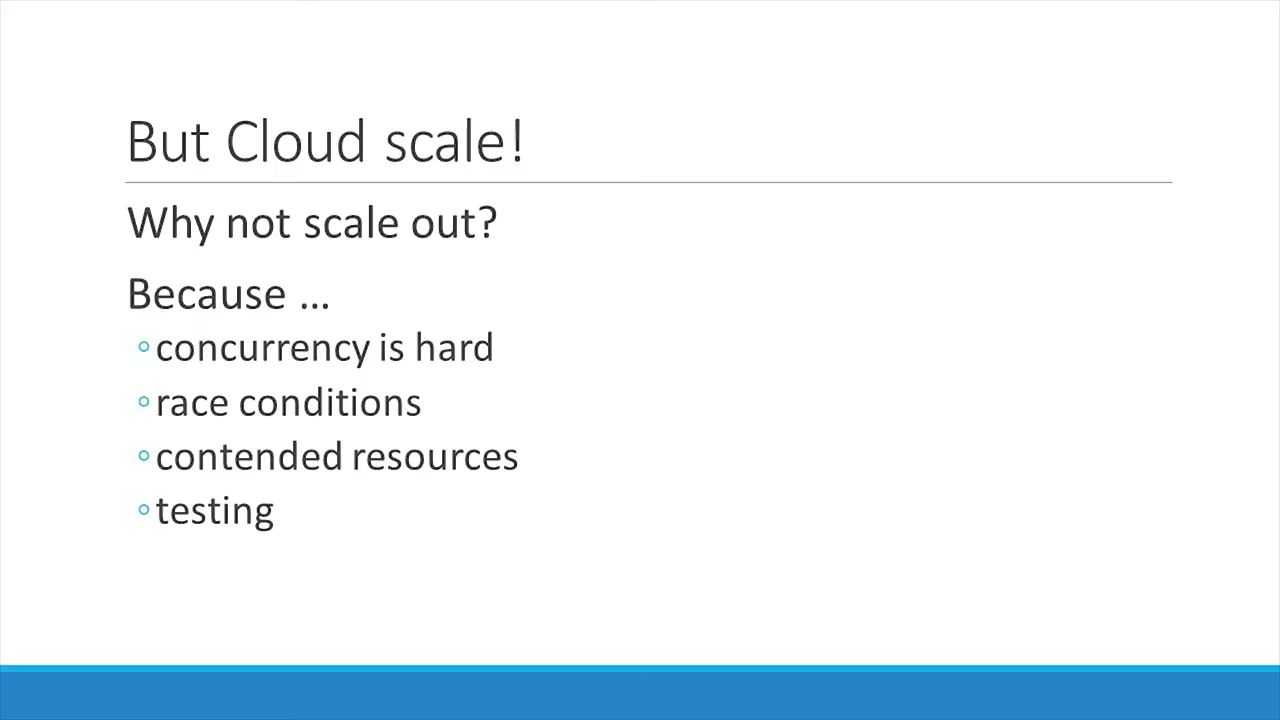 But Cloud scale!
Why not scale out?
Because …
◦ concurrency is hard
◦ race conditions
◦ contended resources
◦ testing